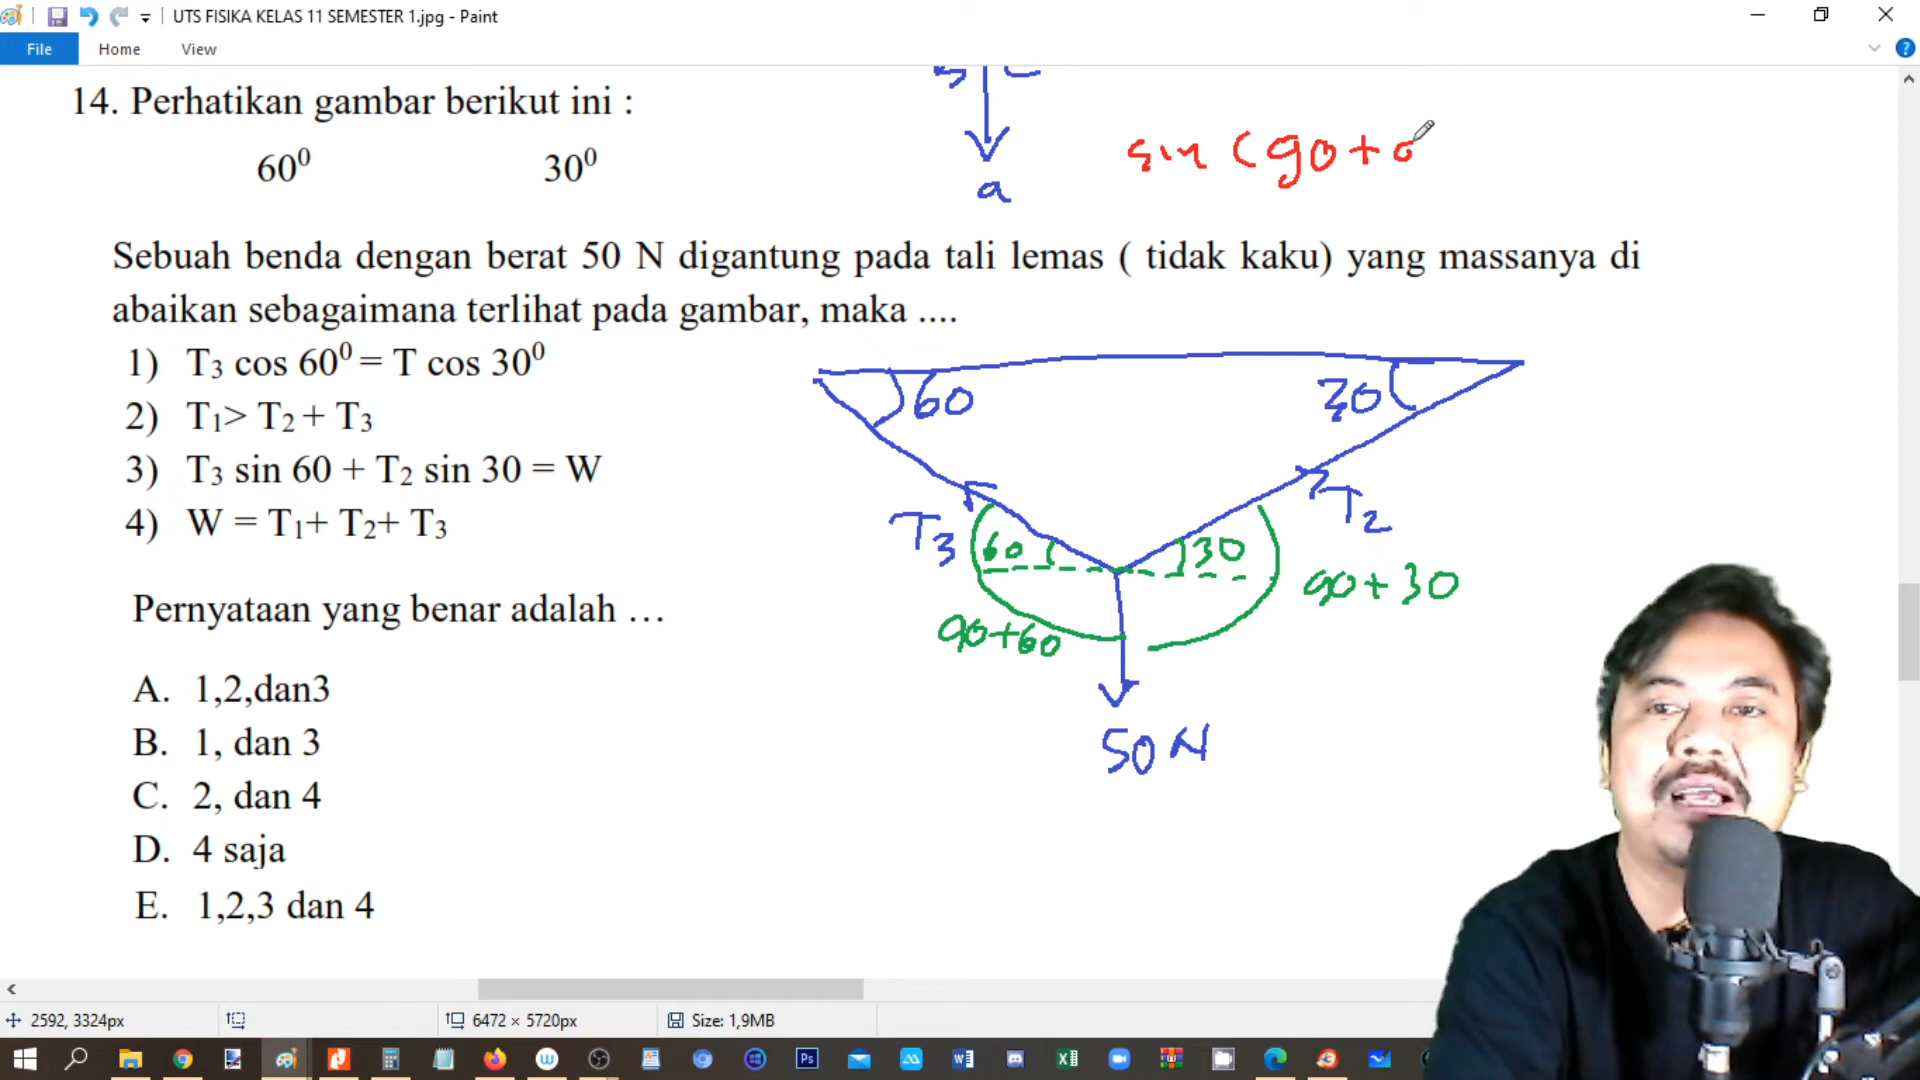 UTS FISIKA KELAS 11 SEMESTER 1.jpg - Paint
File Home View
14. Perhatikan gambar berikut ini :
60⁰ 30⁰
a
sin (90+
Sebuah benda dengan berat 50 N digantung pada tali lemas ( tidak kaku) yang massanya di
abaikan sebagaimana terlihat pada gambar, maka ....
1) T₃ cos 60⁰ = T cos 30⁰
2) T₁> T₂ + T₃
3) T₃ sin 60 + T₂ sin 30 = W
4) W = T₁+ T₂+ T₃
60 30
T₃ T₂
60 30
90+60 90+30
50 N
Pernyataan yang benar adalah …
A. 1,2,dan3
B. 1, dan 3
C. 2, dan 4
D. 4 saja
E. 1,2,3 dan 4
2592, 3324px 6472 × 5720px Size: 1,9MB